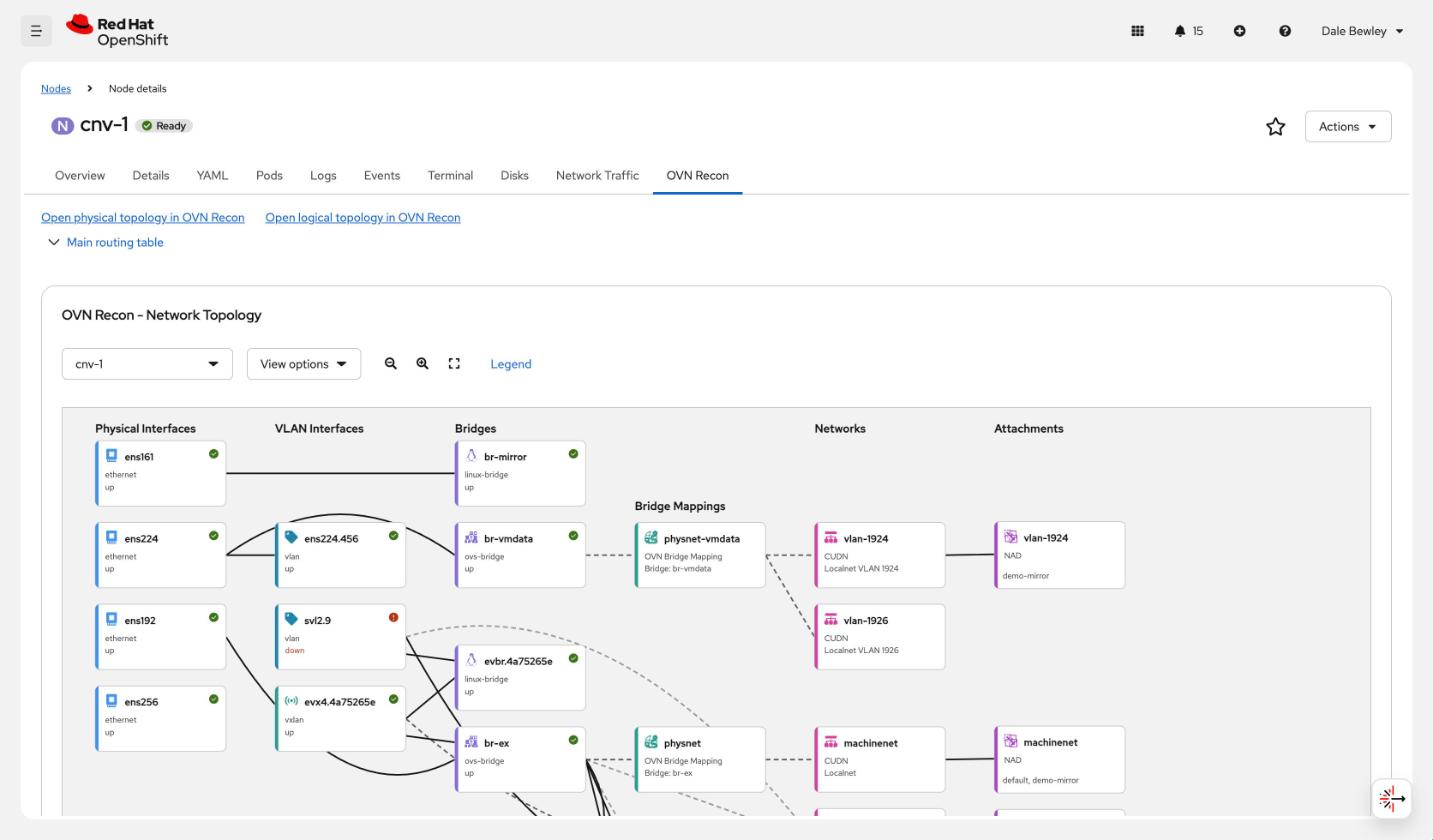 Red Hat
OpenShift
15
Dale Bewley
Nodes
Node details
N cnv-1 Ready
Actions
Overview Details YAML Pods Logs Events Terminal Disks Network Traffic OVN Recon
Open physical topology in OVN Recon Open logical topology in OVN Recon
Main routing table
OVN Recon - Network Topology
cnv-1
View options
Legend
Physical Interfaces VLAN Interfaces Bridges Networks Attachments
ens161
ethernet
up
br-mirror
linux-bridge
up
Bridge Mappings
ens224
ethernet
up
ens224.456
vlan
up
br-vmdata
ovs-bridge
up
physnet-vmdata
OVN Bridge Mapping
Bridge: br-vmdata
vlan-1924
CUDN
Localnet VLAN 1924
vlan-1924
NAD
demo-mirror
ens192
ethernet
up
svl2.9
vlan
down
evbr.4a75265e
linux-bridge
up
vlan-1926
CUDN
Localnet VLAN 1926
ens256
ethernet
up
evx4.4a75265e
vxlan
up
br-ex
ovs-bridge
up
physnet
OVN Bridge Mapping
Bridge: br-ex
machinenet
CUDN
Localnet
machinenet
NAD
default, demo-mirror